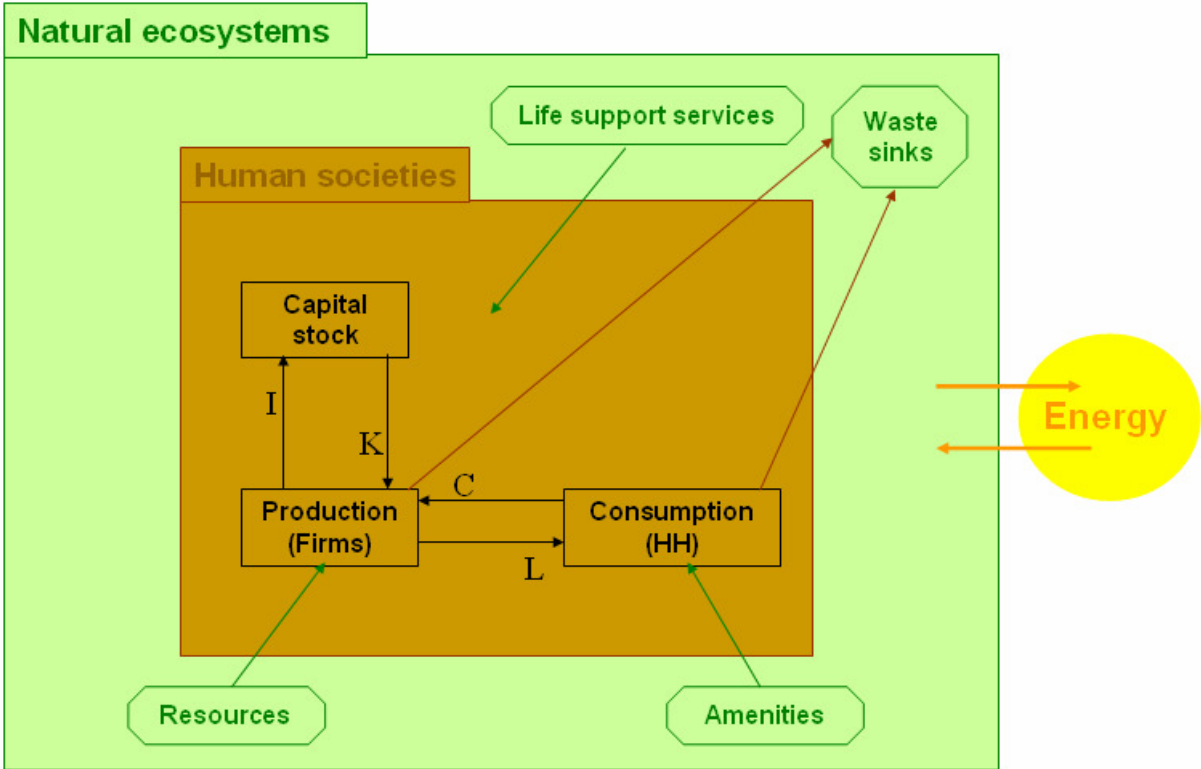 Natural ecosystems
Life support services
Waste
sinks
Human societies
Capital
stock
I
K
C
Production
(Firms)
Consumption
(HH)
L
Energy
Resources
Amenities